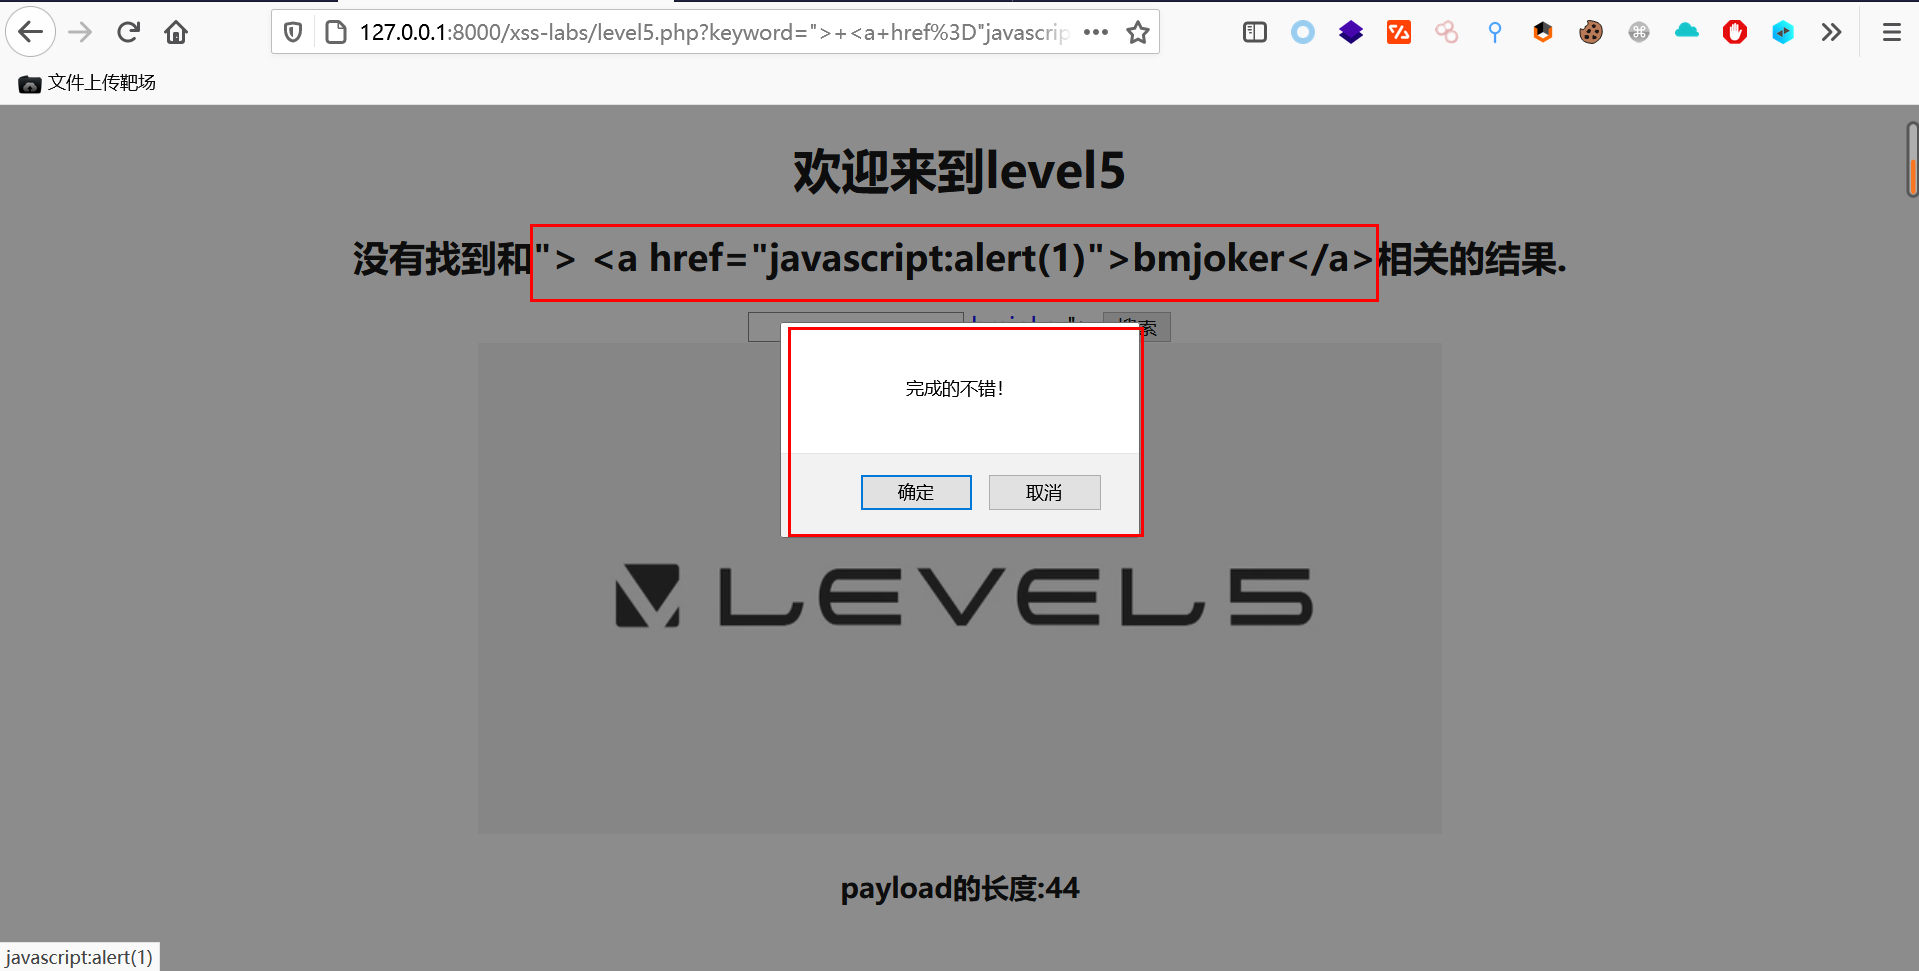 127.0.0.1:8000/xss-labs/level5.php?keyword=">+<a+href%3D"javascrip
文件上传靶场
欢迎来到level5
没有找到和"> <a href="javascript:alert(1)">bmjoker</a>相关的结果.
完成的不错！
确定 取消
LEVEL5
payload的长度:44
javascript:alert(1)